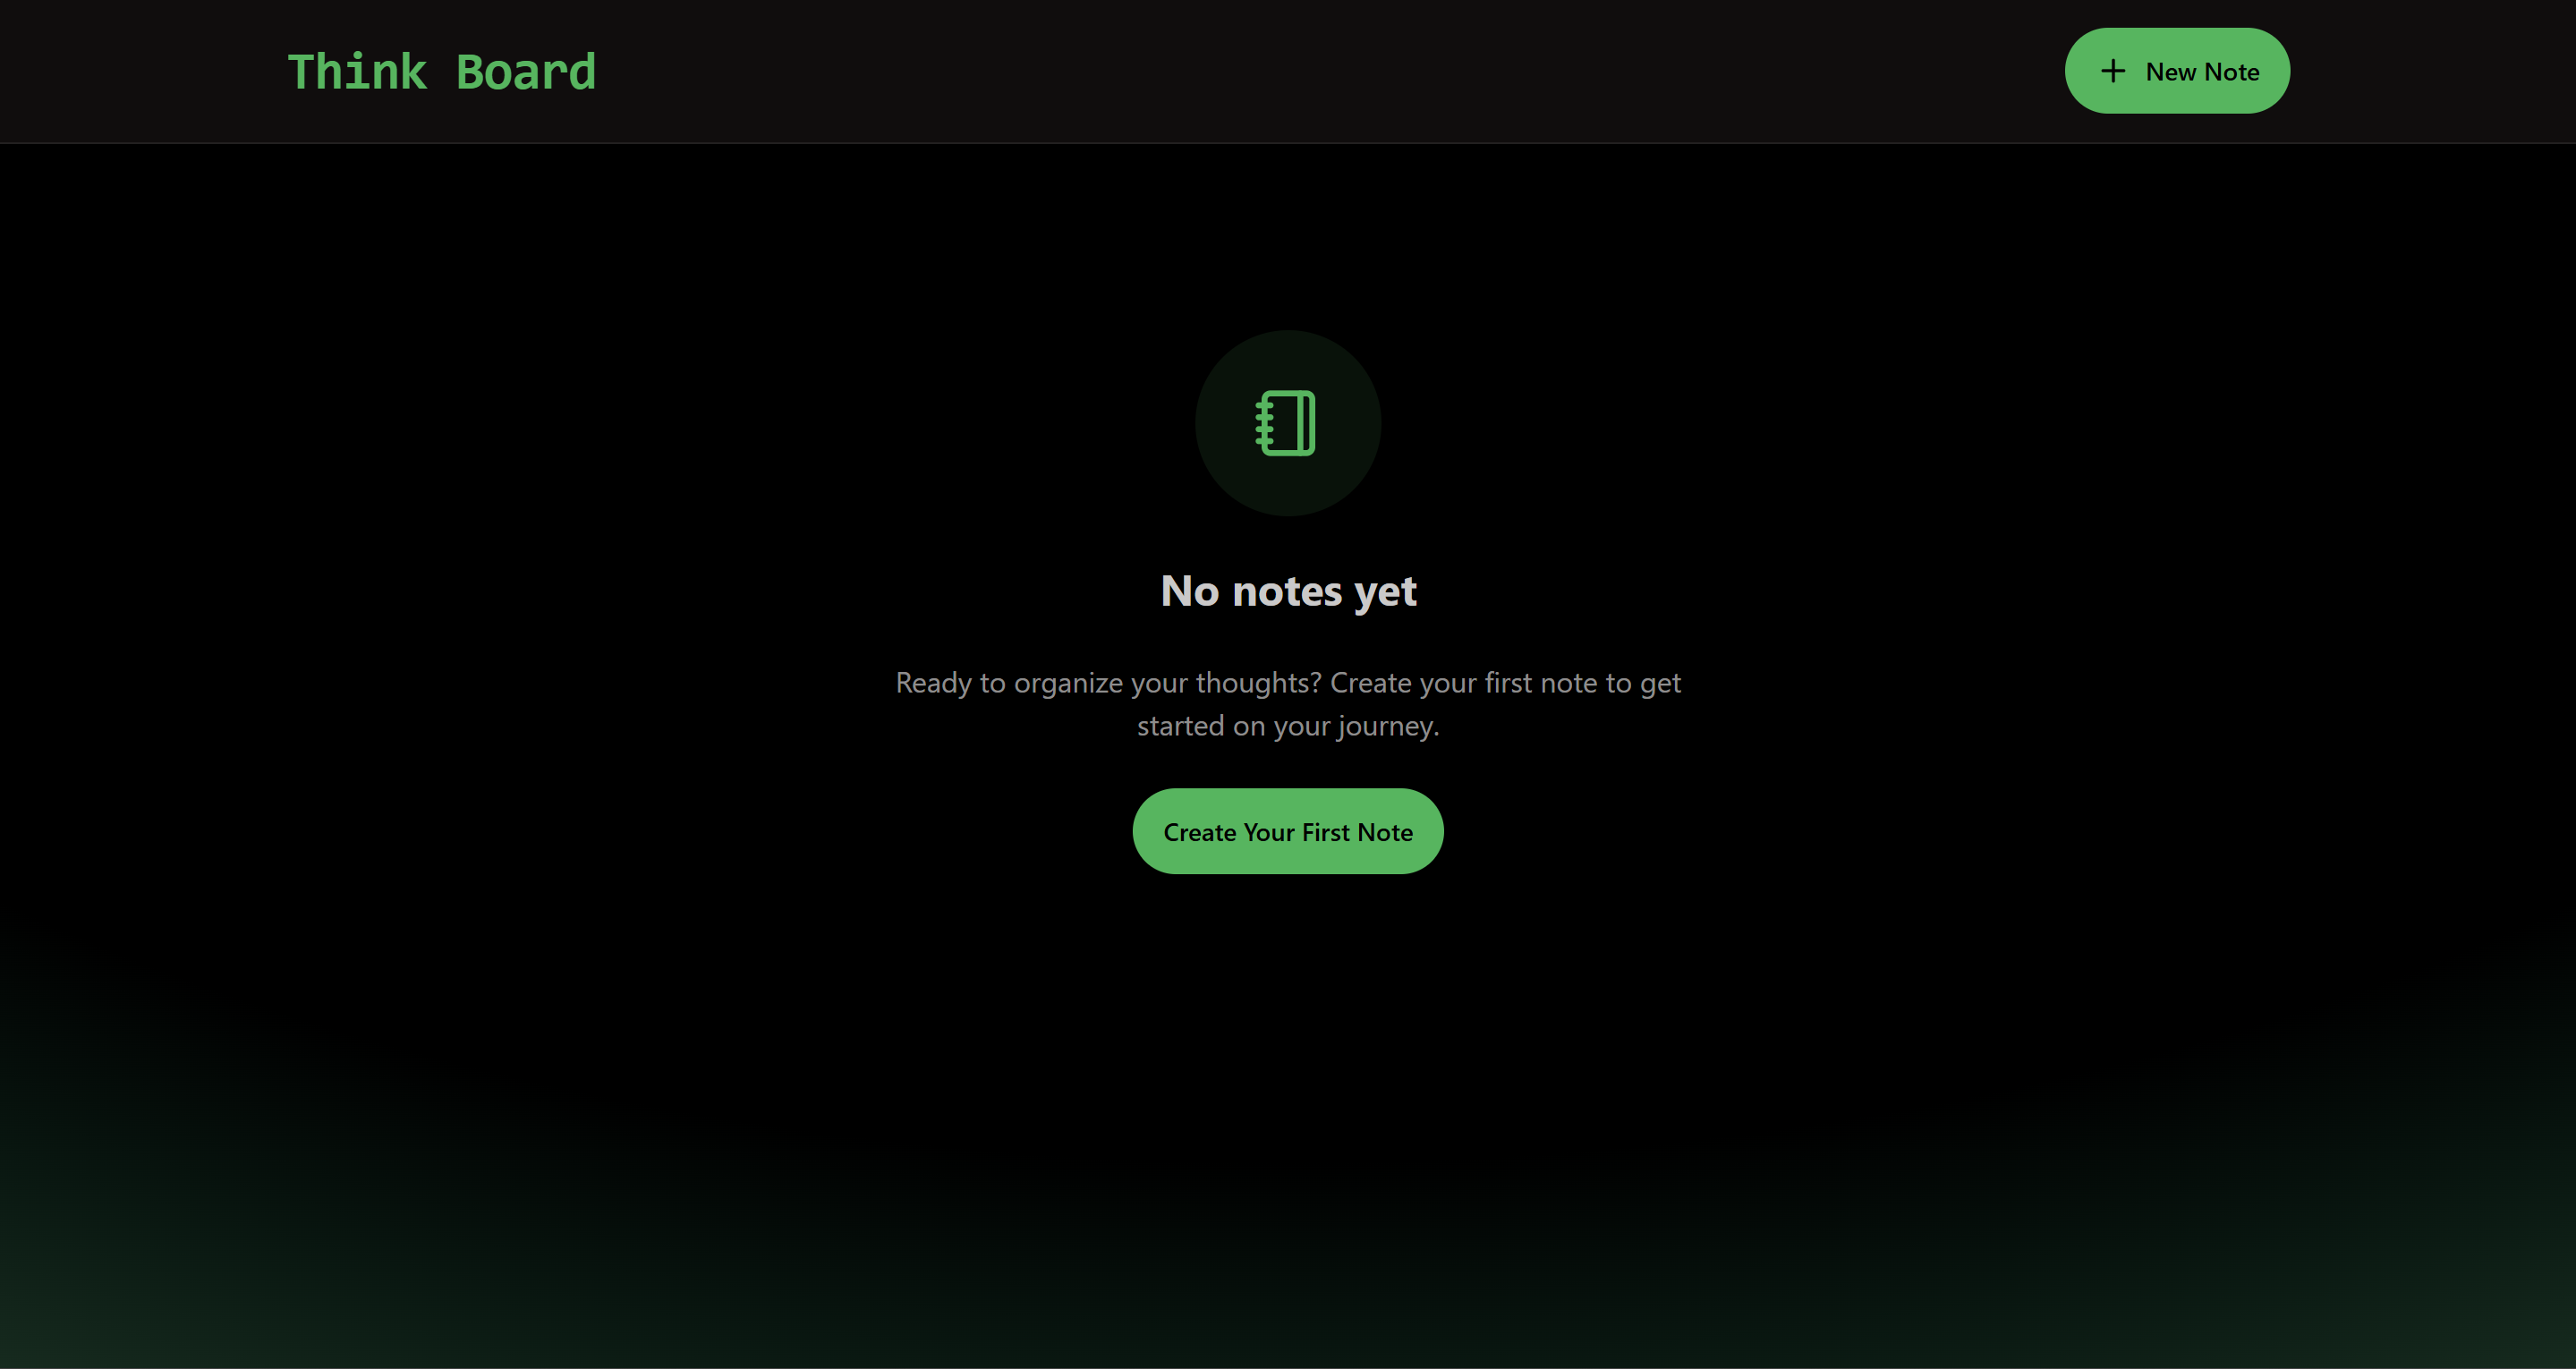 Think Board
New Note
No notes yet
Ready to organize your thoughts? Create your first note to get
started on your journey.
Create Your First Note